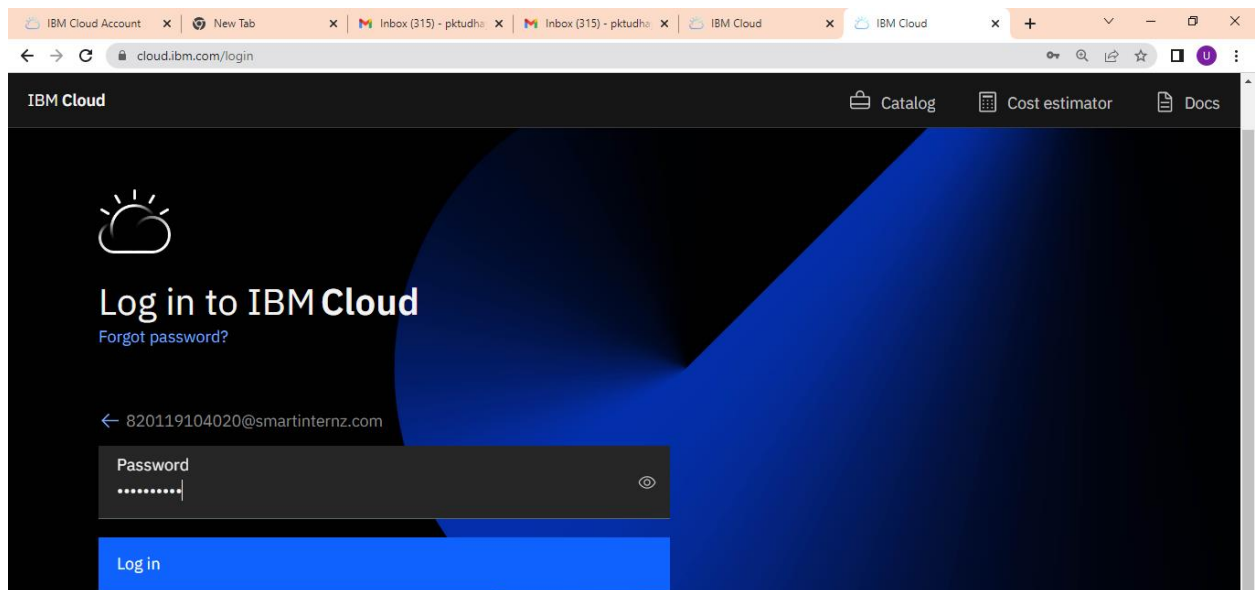 IBM Cloud Account New Tab Inbox (315) - pktudha Inbox (315) - pktudha IBM Cloud IBM Cloud
cloud.ibm.com/login U
IBM Cloud Catalog Cost estimator Docs
Log in to IBM Cloud
Forgot password?
← 820119104020@smartinternz.com
Password
••••••••••
Log in